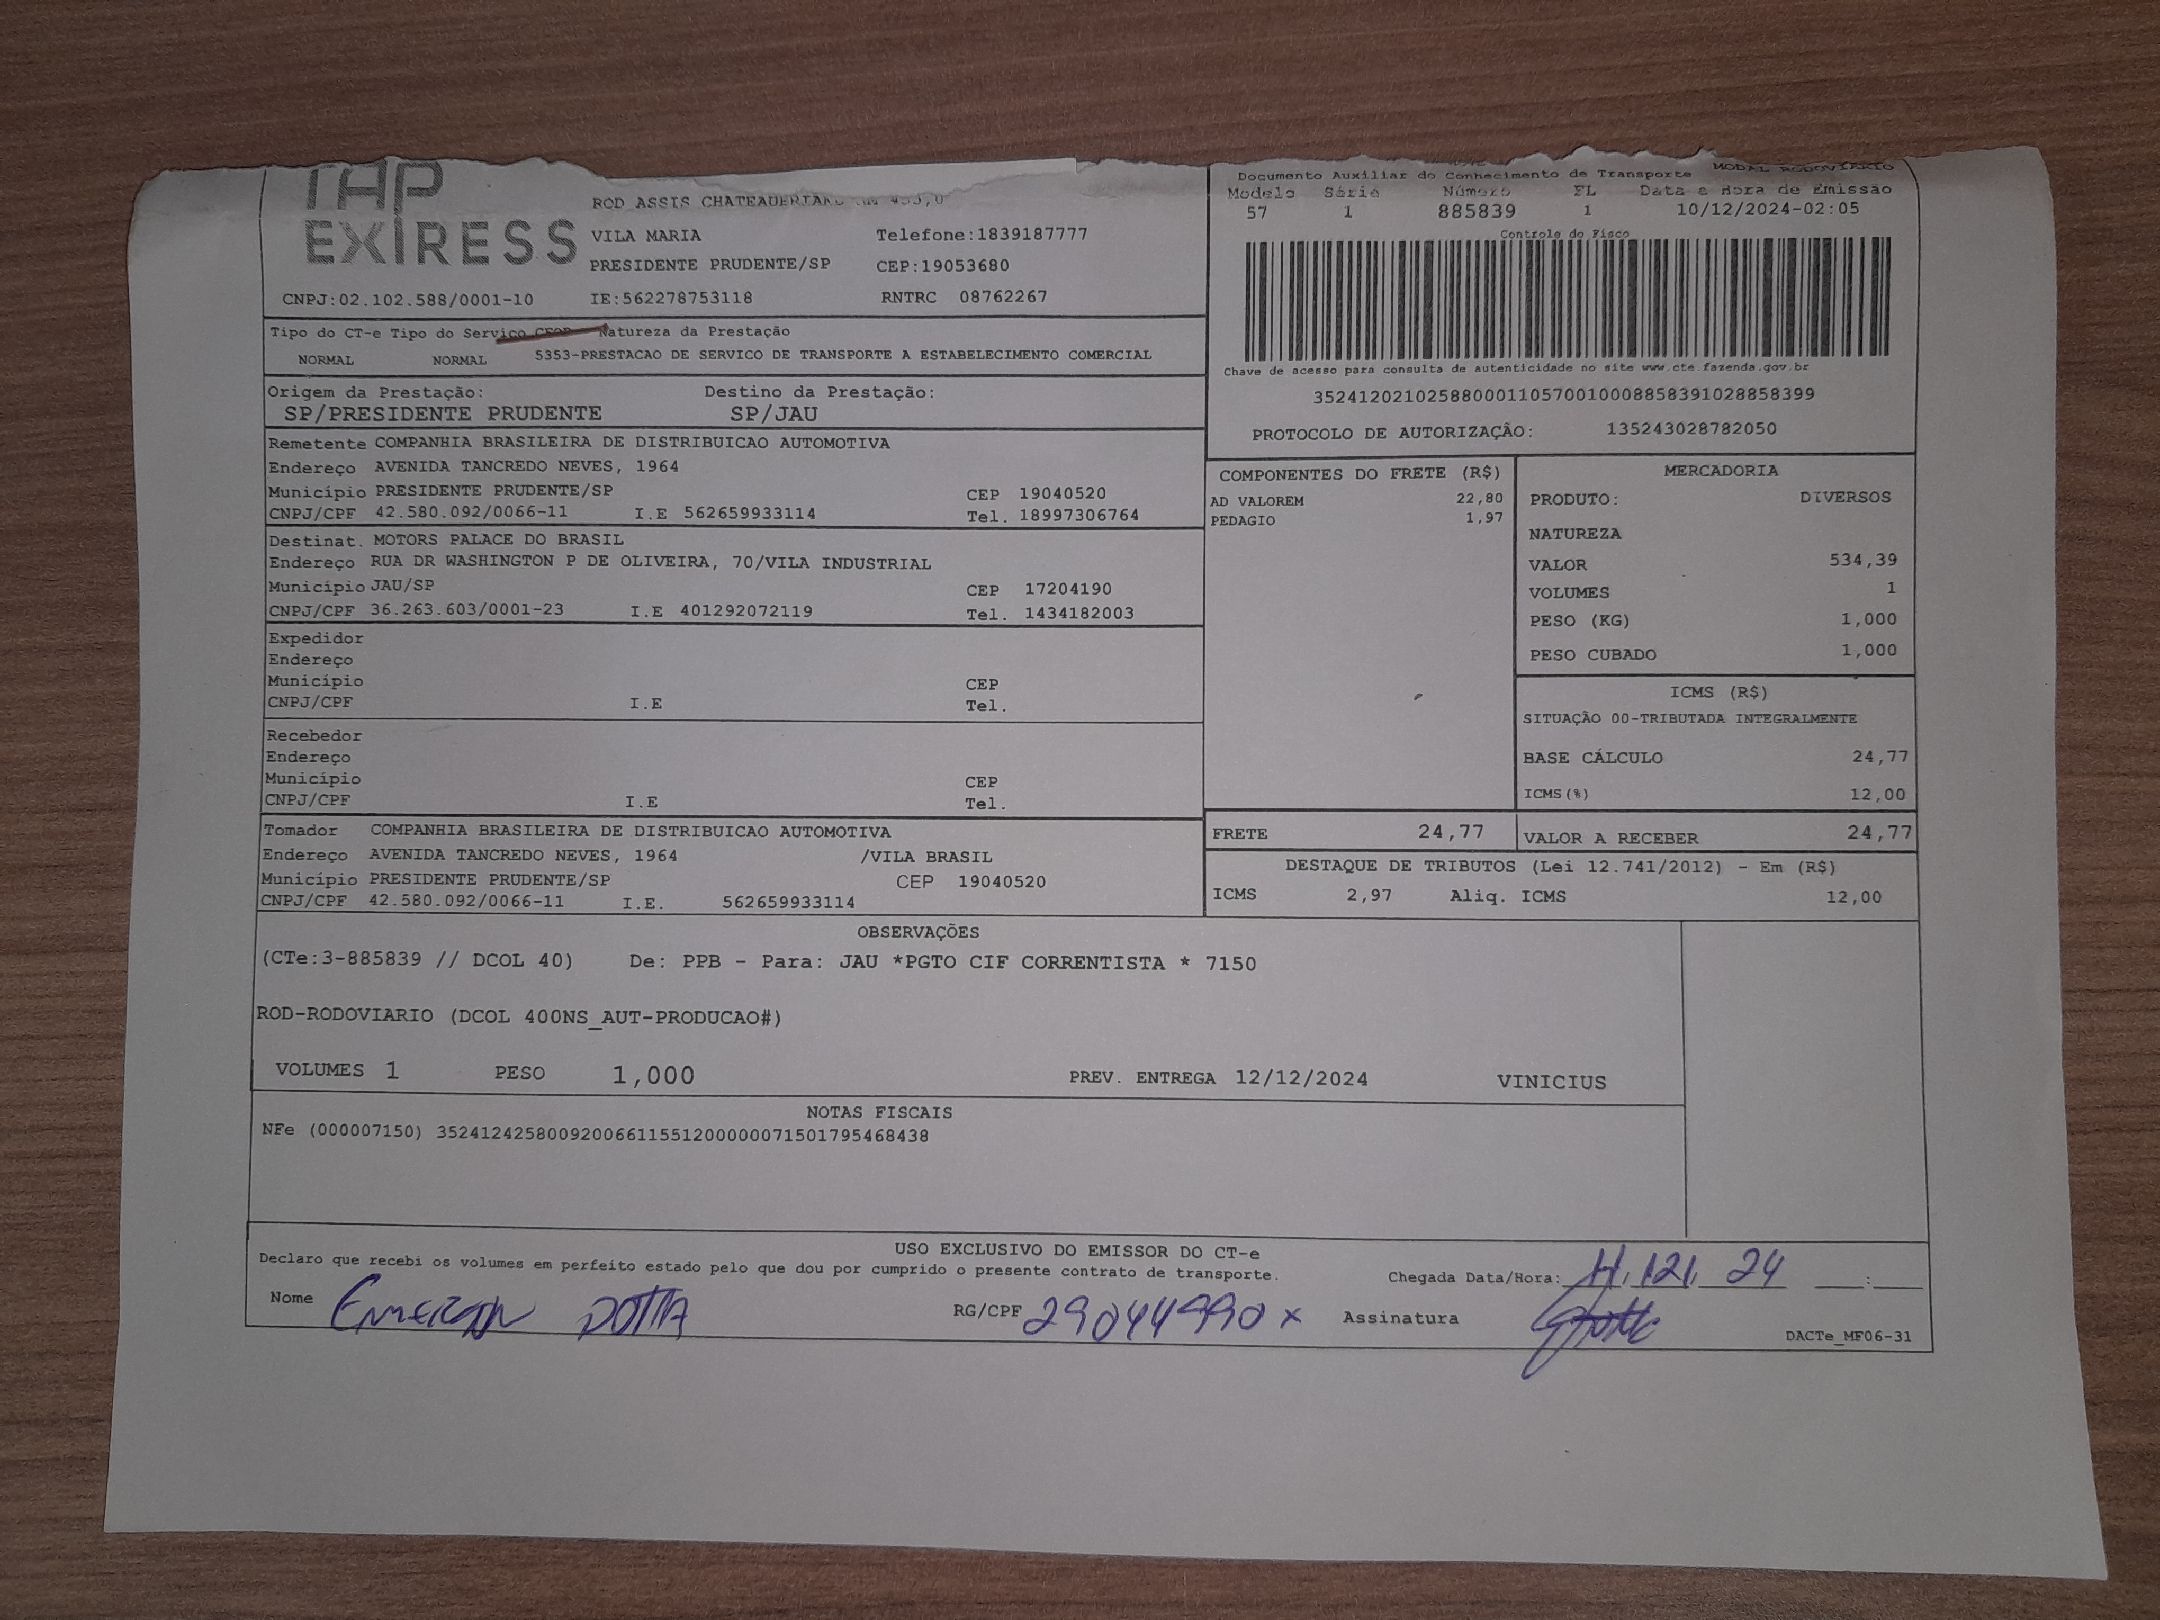 EXPRESS
ROD ASSIS CHATEAUBRIAND
VILA MARIA Telefone:1839187777
PRESIDENTE PRUDENTE/SP CEP:19053680
CNPJ:02.102.588/0001-10 IE:562278753118 RNTRC 08762267
MODAL RODOVIÁRIO
Documento Auxiliar do Conhecimento de Transporte
Modelo Série Número FL Data e Hora de Emissão
57 1 885839 1 10/12/2024-02:05
Controle do Fisco
Chave de acesso para consulta de autenticidade no site www.cte.fazenda.gov.br
35241202102588000110570010008858391028858399
PROTOCOLO DE AUTORIZAÇÃO: 135243028782050
Tipo do CT-e Tipo do Serviço CFOP Natureza da Prestação
NORMAL NORMAL 5353-PRESTACAO DE SERVICO DE TRANSPORTE A ESTABELECIMENTO COMERCIAL
Origem da Prestação: Destino da Prestação:
SP/PRESIDENTE PRUDENTE SP/JAU
Remetente COMPANHIA BRASILEIRA DE DISTRIBUICAO AUTOMOTIVA
Endereço AVENIDA TANCREDO NEVES, 1964
Município PRESIDENTE PRUDENTE/SP CEP 19040520
CNPJ/CPF 42.580.092/0066-11 I.E 562659933114 Tel. 18997306764
Destinat. MOTORS PALACE DO BRASIL
Endereço RUA DR WASHINGTON P DE OLIVEIRA, 70/VILA INDUSTRIAL
Município JAU/SP CEP 17204190
CNPJ/CPF 36.263.603/0001-23 I.E 401292072119 Tel. 1434182003
Expedidor
Endereço
Município CEP
CNPJ/CPF I.E Tel.
Recebedor
Endereço
Município CEP
CNPJ/CPF I.E Tel.
Tomador COMPANHIA BRASILEIRA DE DISTRIBUICAO AUTOMOTIVA
Endereço AVENIDA TANCREDO NEVES, 1964 /VILA BRASIL
Município PRESIDENTE PRUDENTE/SP CEP 19040520
CNPJ/CPF 42.580.092/0066-11 I.E. 562659933114
COMPONENTES DO FRETE (R$)
AD VALOREM 22,80
PEDAGIO 1,97
MERCADORIA
PRODUTO: DIVERSOS
NATUREZA
VALOR 534,39
VOLUMES 1
PESO (KG) 1,000
PESO CUBADO 1,000
ICMS (R$)
SITUAÇÃO 00-TRIBUTADA INTEGRALMENTE
BASE CÁLCULO 24,77
ICMS(%) 12,00
FRETE 24,77 VALOR A RECEBER 24,77
DESTAQUE DE TRIBUTOS (Lei 12.741/2012) - Em (R$)
ICMS 2,97 Aliq. ICMS 12,00
OBSERVAÇÕES
(CTe:3-885839 // DCOL 40) De: PPB - Para: JAU *PGTO CIF CORRENTISTA * 7150
ROD-RODOVIARIO (DCOL 400NS_AUT-PRODUCAO#)
VOLUMES 1 PESO 1,000 PREV. ENTREGA 12/12/2024 VINICIUS
NOTAS FISCAIS
NFe (000007150) 35241242580092006611551200000071501795468438
USO EXCLUSIVO DO EMISSOR DO CT-e
Declaro que recebi os volumes em perfeito estado pelo que dou por cumprido o presente contrato de transporte.
Chegada Data/Hora: 11 12 24 :
Nome EMERSON DOTTA RG/CPF 29044990 x Assinatura
DACTe_MF06-31